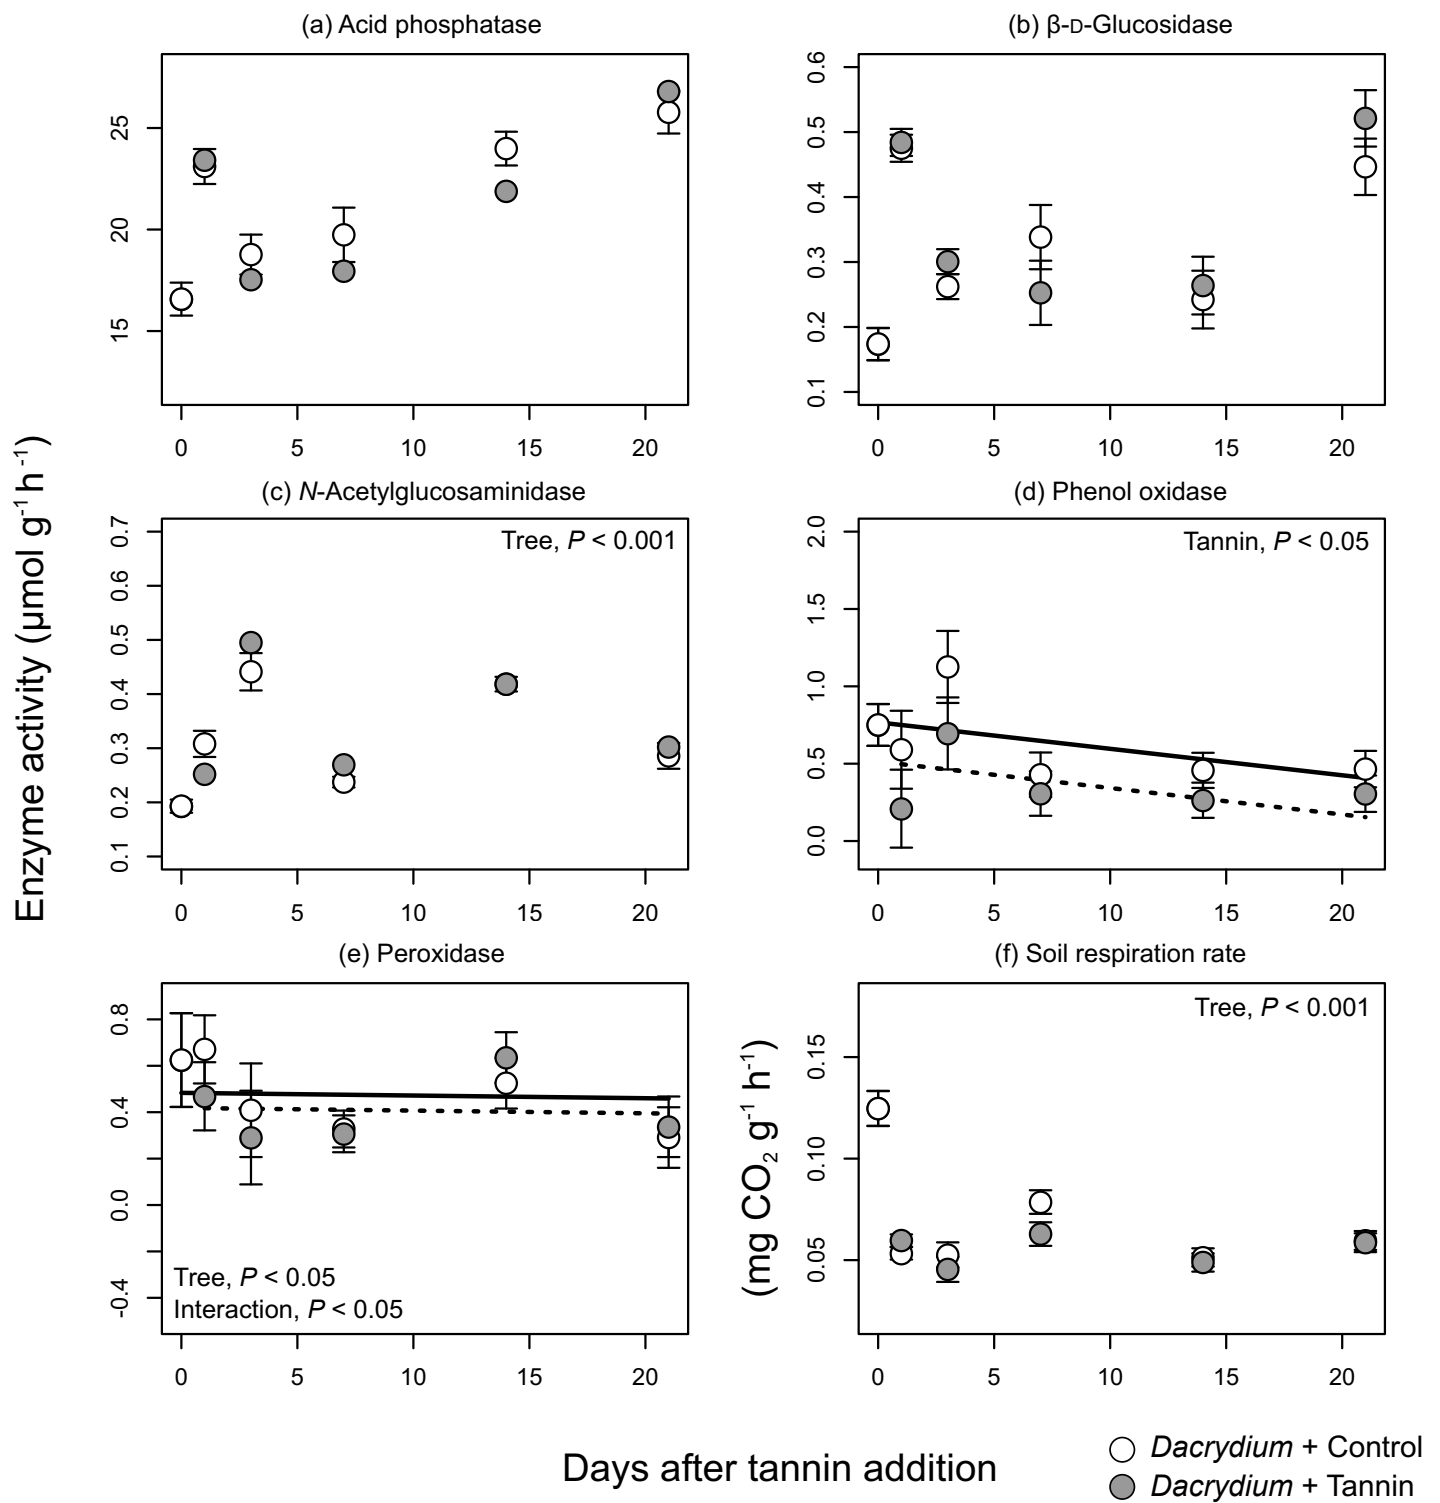 (a) Acid phosphatase
(b) β-D-Glucosidase
Enzyme activity (µmol g⁻¹ h⁻¹)
25
20
15
0 5 10 15 20
0.6
0.5
0.4
0.3
0.2
0.1
0 5 10 15 20
(c) N-Acetylglucosaminidase
(d) Phenol oxidase
Tree, P < 0.001
0.7
0.6
0.5
0.4
0.3
0.2
0.1
0 5 10 15 20
Tannin, P < 0.05
2.0
1.5
1.0
0.5
0.0
0 5 10 15 20
(e) Peroxidase
(f) Soil respiration rate
0.8
0.4
0.0
-0.4
Tree, P < 0.05
Interaction, P < 0.05
0 5 10 15 20
(mg CO₂ g⁻¹ h⁻¹)
Tree, P < 0.001
0.15
0.10
0.05
0 5 10 15 20
Days after tannin addition
Dacrydium + Control
Dacrydium + Tannin